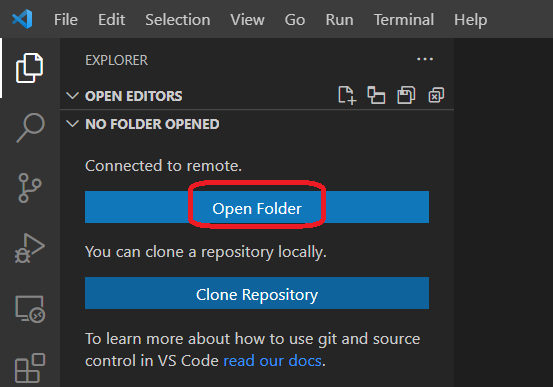 File Edit Selection View Go Run Terminal Help
EXPLORER
OPEN EDITORS
NO FOLDER OPENED
Connected to remote.
Open Folder
You can clone a repository locally.
Clone Repository
To learn more about how to use git and source
control in VS Code read our docs.